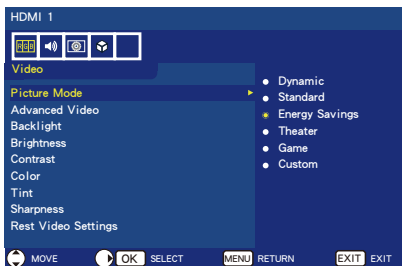 HDMI 1
RGB
Video
Picture Mode
Advanced Video
Backlight
Brightness
Contrast
Color
Tint
Sharpness
Rest Video Settings
Dynamic
Standard
Energy Savings
Theater
Game
Custom
MOVE OK SELECT MENU RETURN EXIT EXIT